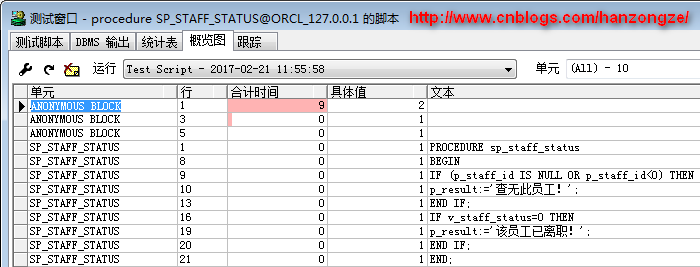 测试窗口 - procedure SP_STAFF_STATUS@ORCL_127.0.0.1 的脚本 http://www.cnblogs.com/hanzongze/
测试脚本 DBMS 输出 统计表 概览图 跟踪
运行 Test Script - 2017-02-21 11:55:58 单元 (All) - 10
单元 行 合计时间 具体值 文本
ANONYMOUS BLOCK 1 9 2
ANONYMOUS BLOCK 3 0 1
ANONYMOUS BLOCK 5 0 1
SP_STAFF_STATUS 1 0 1 PROCEDURE sp_staff_status
SP_STAFF_STATUS 8 0 1 BEGIN
SP_STAFF_STATUS 9 0 1 IF (p_staff_id IS NULL OR p_staff_id<0) THEN
SP_STAFF_STATUS 10 0 1 p_result:='查无此员工！';
SP_STAFF_STATUS 13 0 1 END IF;
SP_STAFF_STATUS 16 0 1 IF v_staff_status=0 THEN
SP_STAFF_STATUS 19 0 1 p_result:='该员工已离职！';
SP_STAFF_STATUS 20 0 1 END IF;
SP_STAFF_STATUS 21 0 1 END;